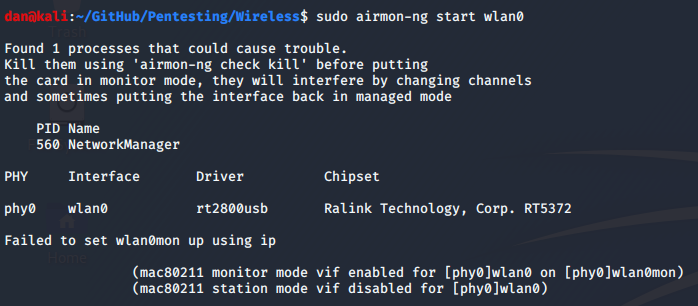 dan@kali:~/GitHub/Pentesting/Wireless$ sudo airmon-ng start wlan0
Found 1 processes that could cause trouble.
Kill them using 'airmon-ng check kill' before putting
the card in monitor mode, they will interfere by changing channels
and sometimes putting the interface back in managed mode
PID Name
560 NetworkManager
PHY Interface Driver Chipset
phy0 wlan0 rt2800usb Ralink Technology, Corp. RT5372
Failed to set wlan0mon up using ip
Home
(mac80211 monitor mode vif enabled for [phy0]wlan0 on [phy0]wlan0mon)
(mac80211 station mode vif disabled for [phy0]wlan0)